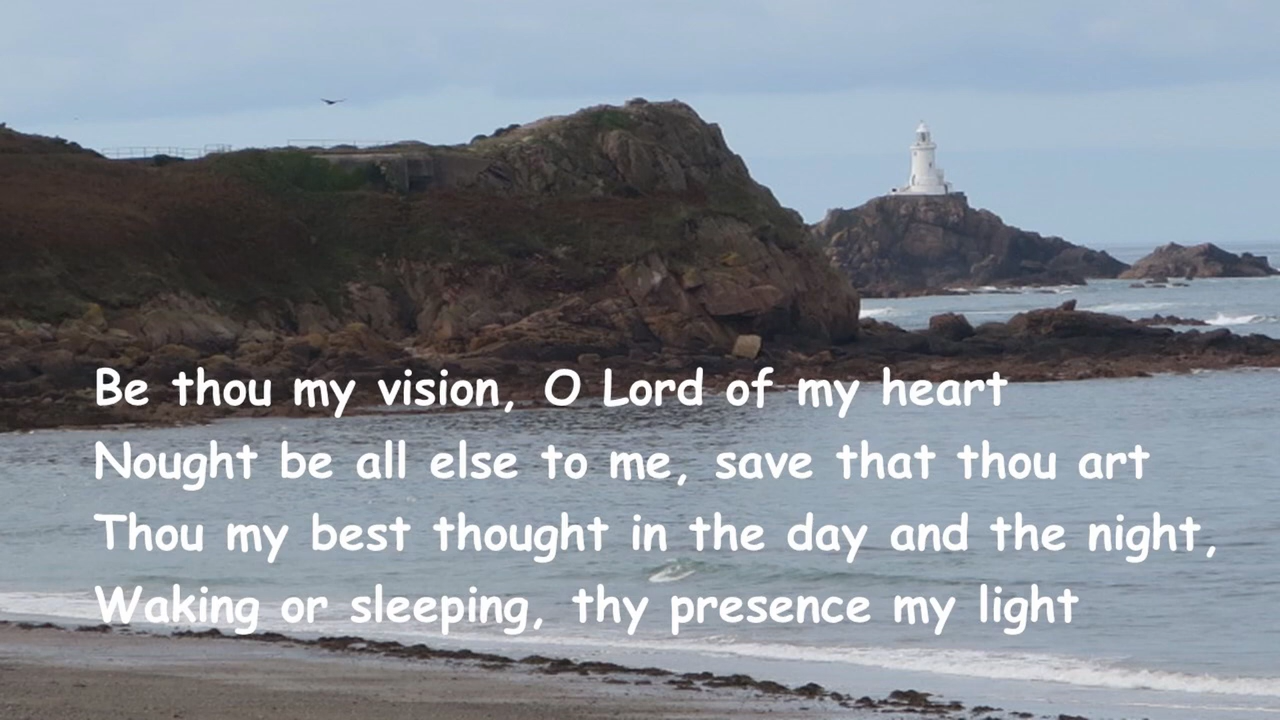 Be thou my vision, O Lord of my heart
Nought be all else to me, save that thou art
Thou my best thought in the day and the night,
Waking or sleeping, thy presence my light